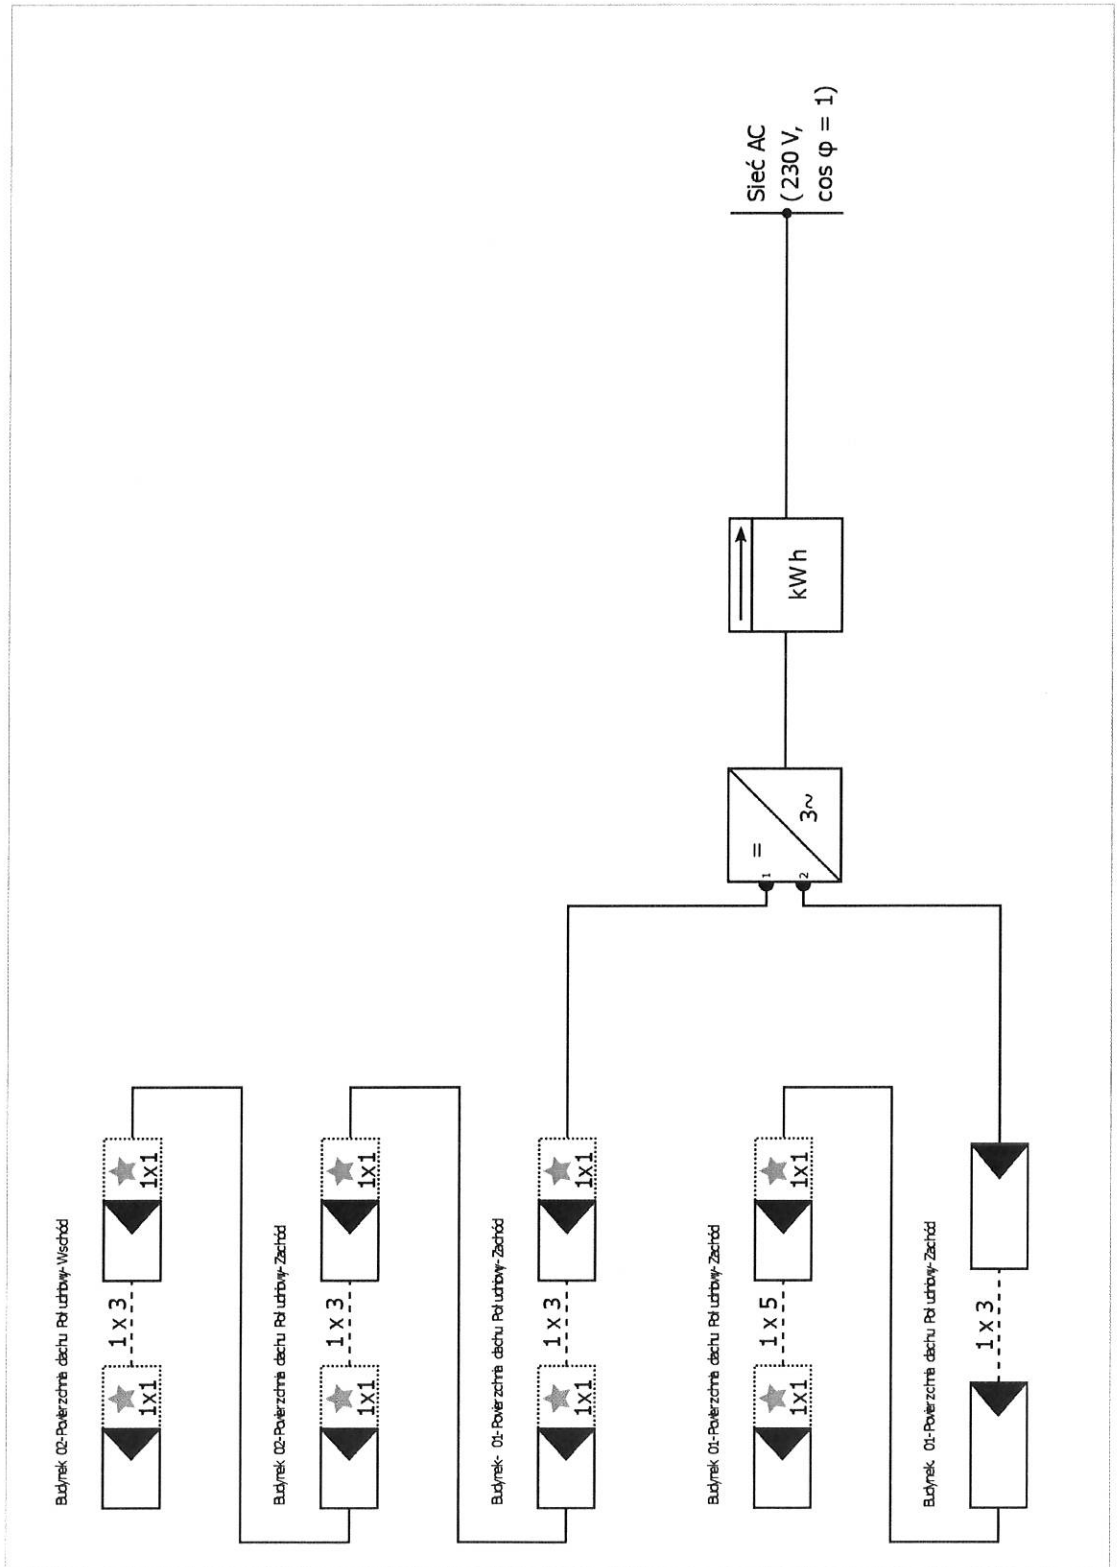 Budynek 02-Powierzchnia dachu Południowy-Wschód
1x1
1 x 3
1x1
Budynek 02-Powierzchnia dachu Południowy-Zachód
1x1
1 x 3
1x1
Budynek- 01-Powierzchnia dachu Południowy-Zachód
1x1
1 x 3
1x1
Budynek 01-Powierzchnia dachu Południowy-Zachód
1x1
1 x 5
1x1
Budynek. 01-Powierzchnia dachu Południowy-Zachód
1 x 3
=
1
2
3~
kWh
Sieć AC
(230 V,
cos φ = 1)